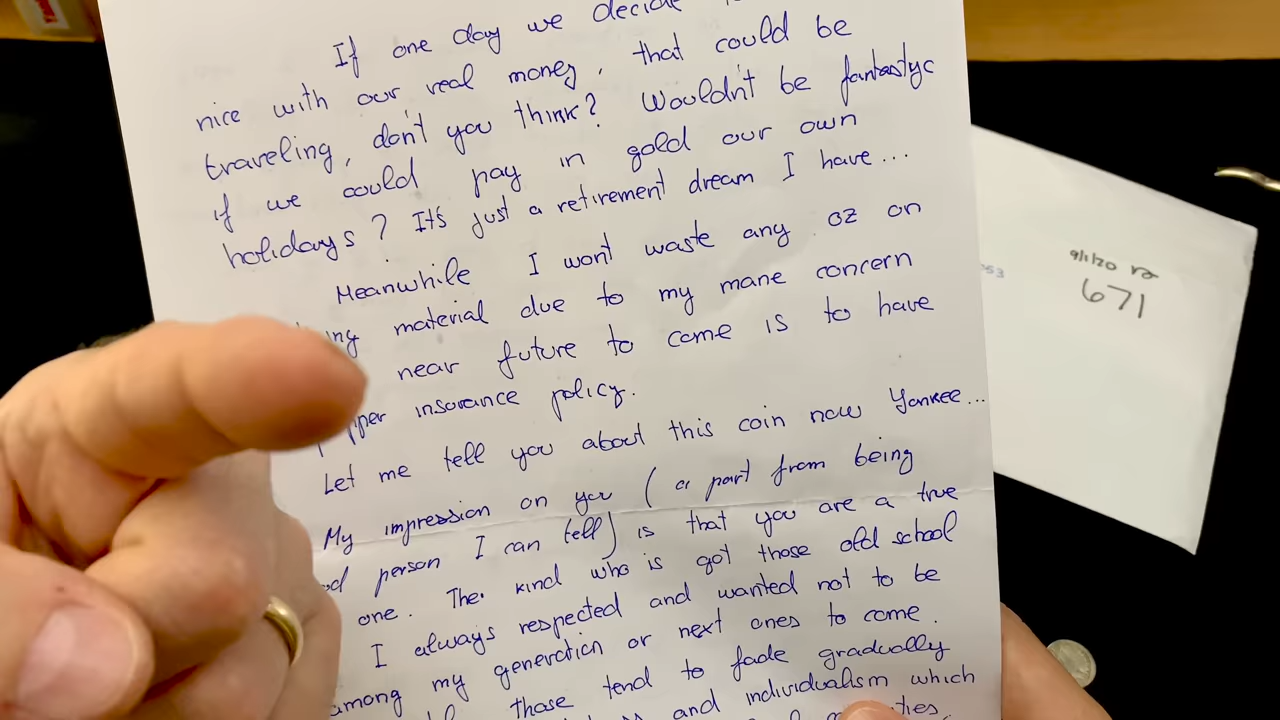 If one day we decide
nice with our real money, that could be
traveling, don't you think? Wouldn't be fantastyc
if we could pay in gold our own
holidays? It's just a retirement dream I have...
Meanwhile I won't waste any oz on
material due to my mane concern
near future to come is to have
insurance policy.
Let me tell you about this coin now Yankee...
My impression on you (a part from being
person I can tell) is that you are a true
one. The kind who is got those old school
I always respected and wanted not to be
among my generation or next ones to come.
those tend to fade gradually
and individualism which
9/1/20
671
53